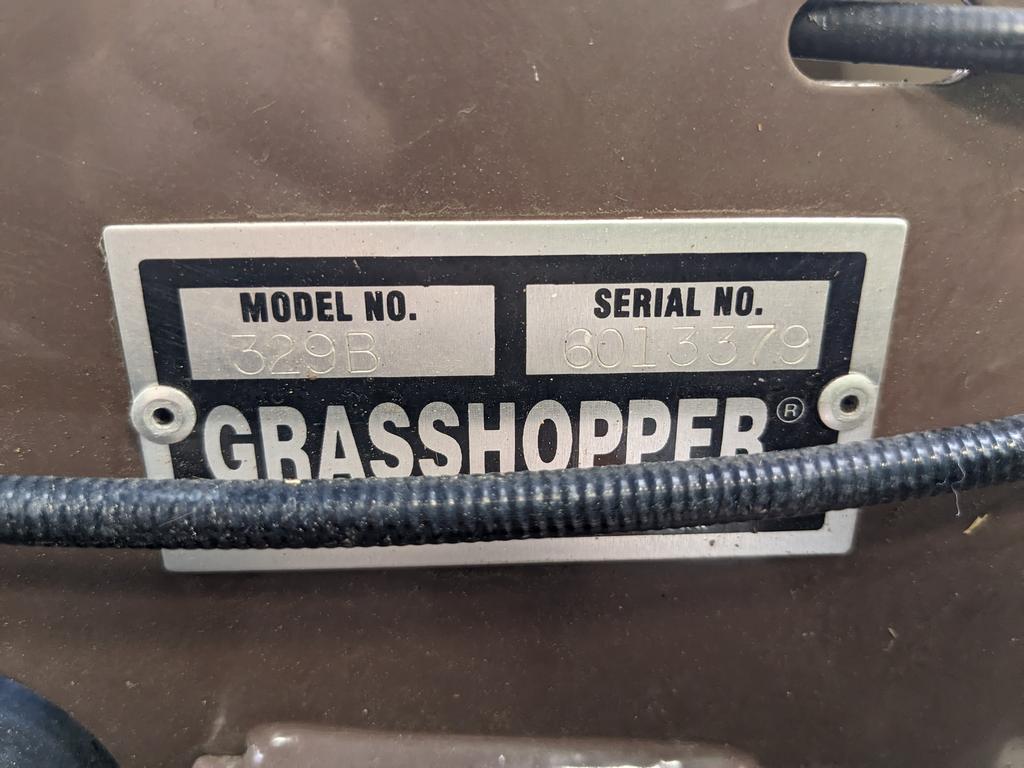 MODEL NO. SERIAL NO.
329B 6013379
GRASSHOPPER®